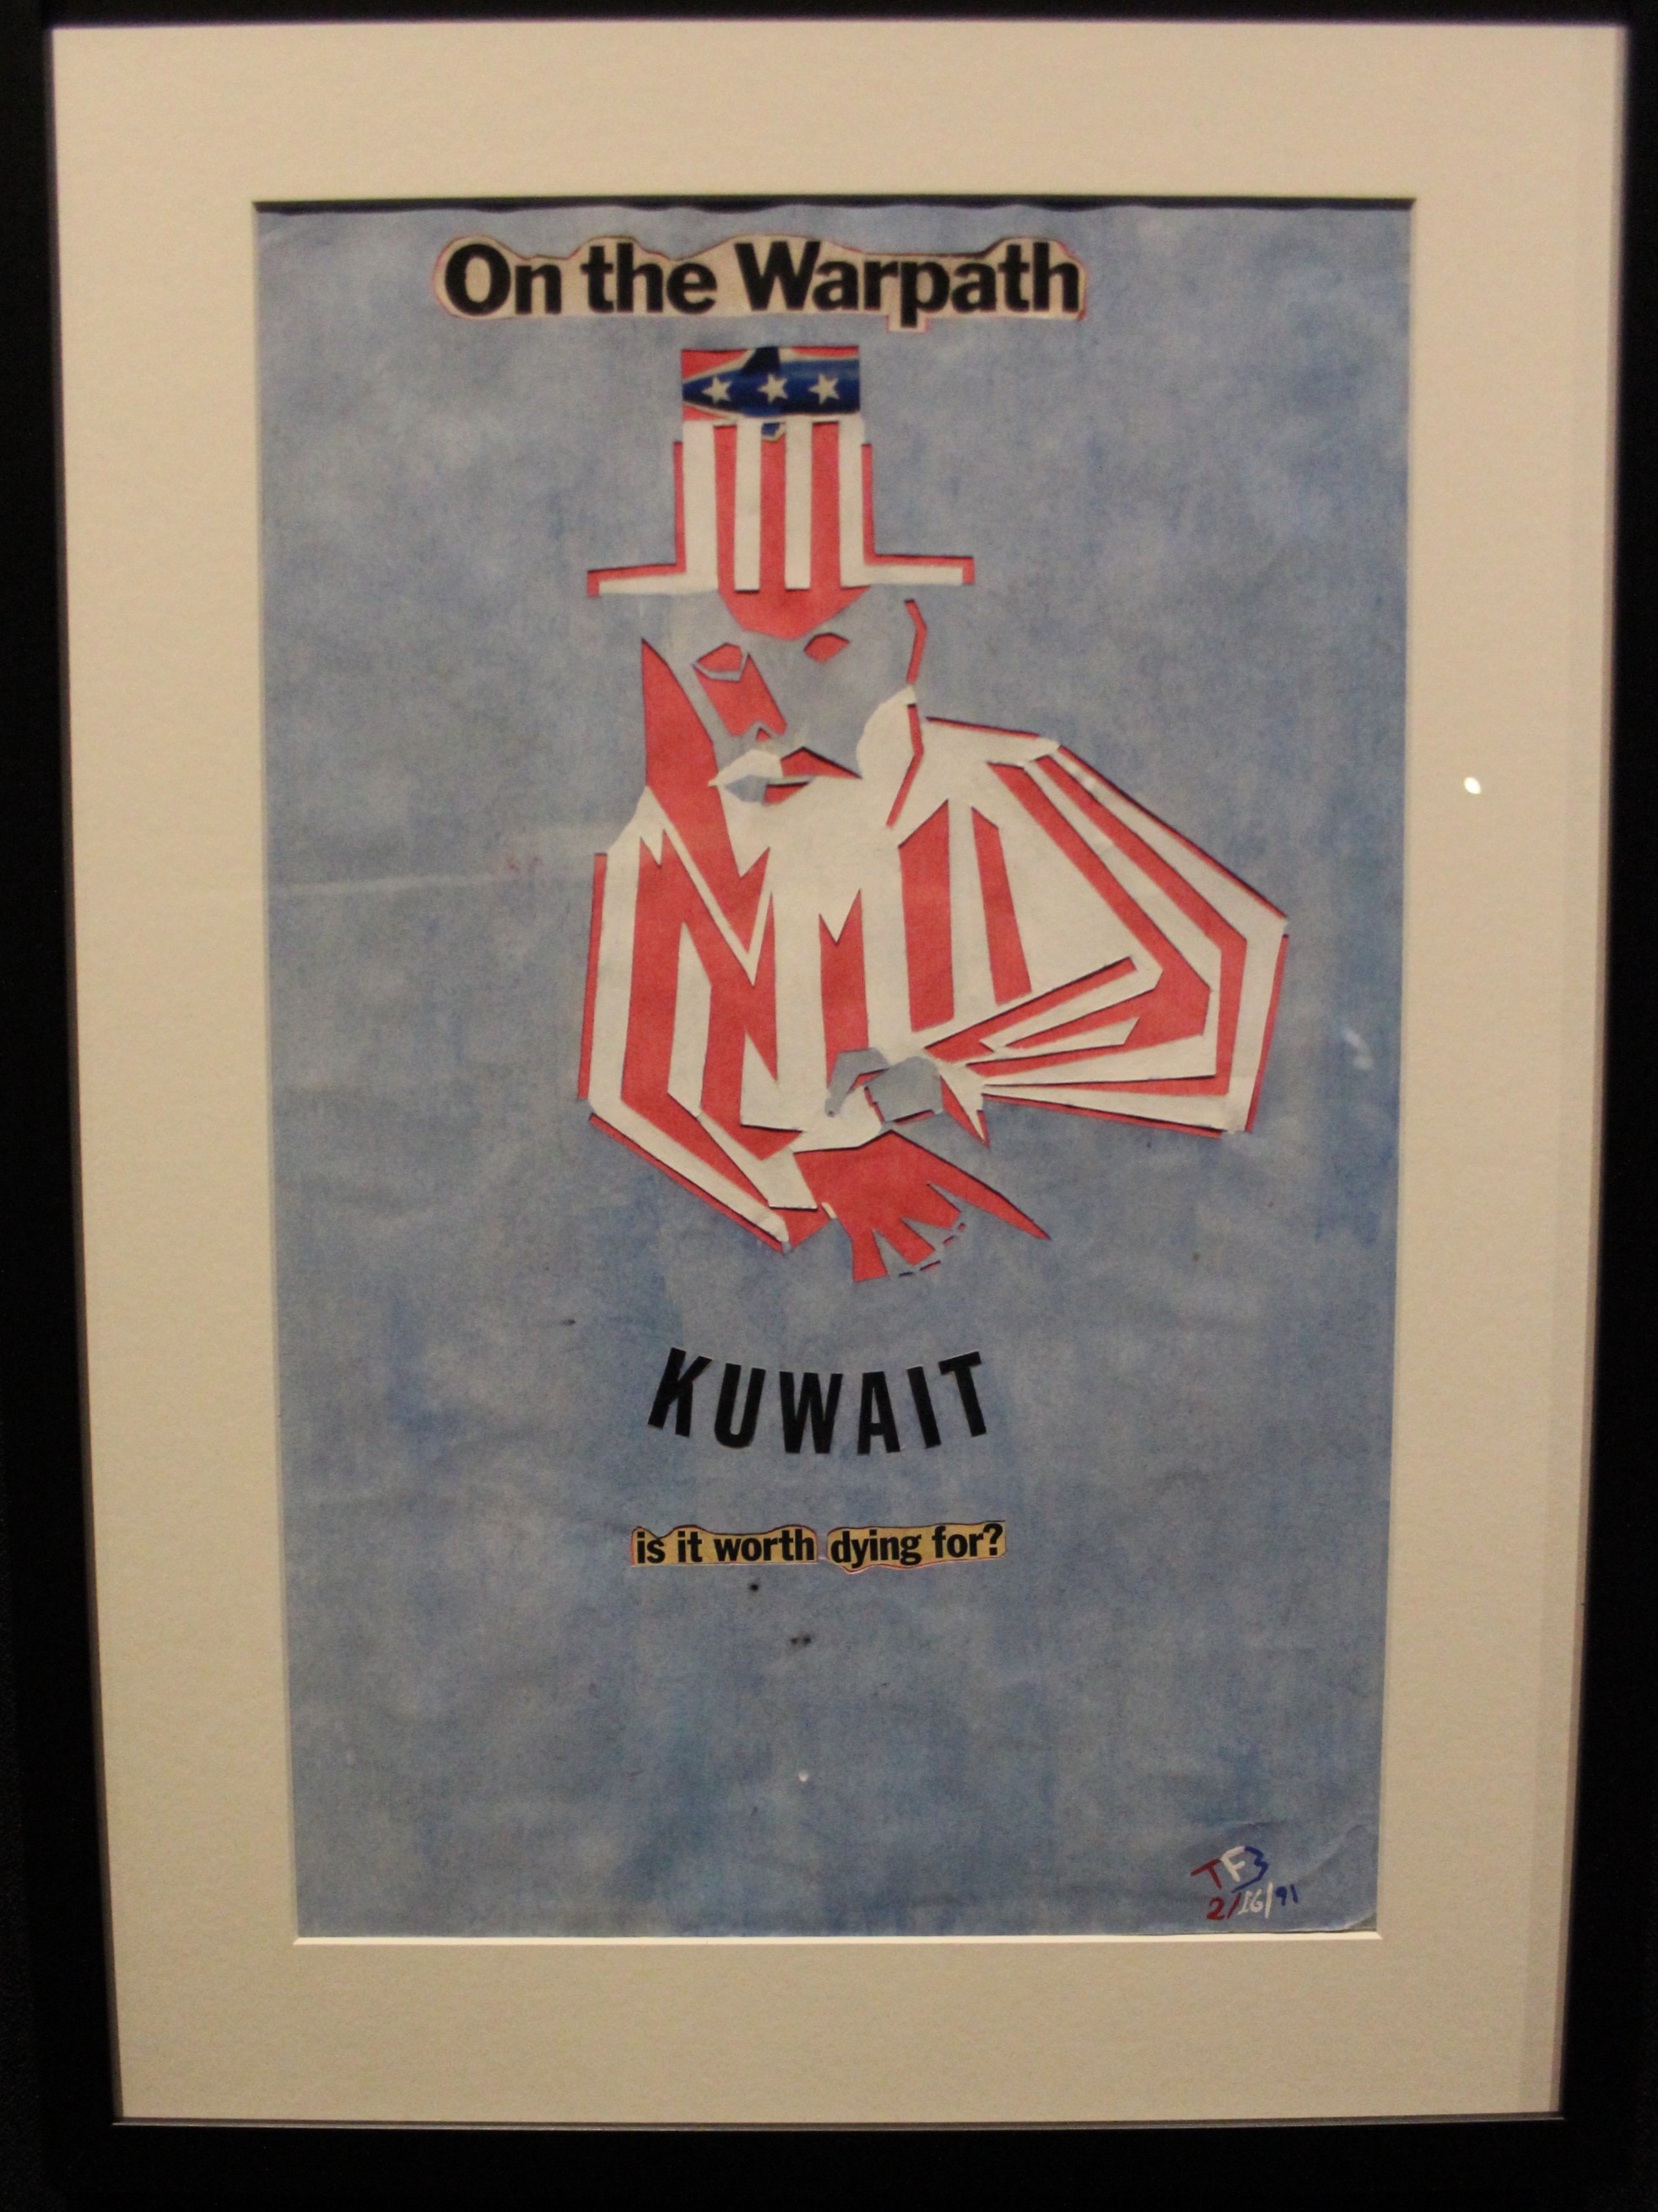 On the Warpath
KUWAIT
is it worth dying for?
TFB
2/16/91